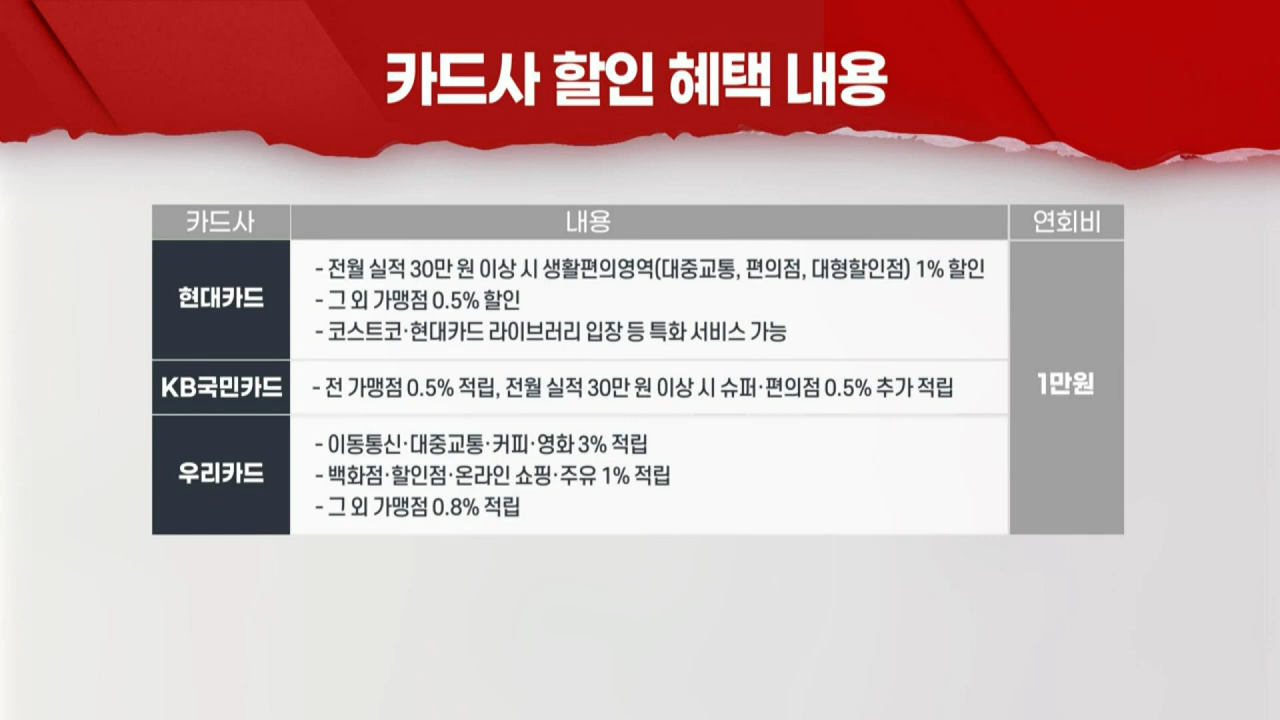 카드사 할인 혜택 내용
카드사 내용 연회비
현대카드
- 전월 실적 30만 원 이상 시 생활편의영역(대중교통, 편의점, 대형할인점) 1% 할인
- 그 외 가맹점 0.5% 할인
- 코스트코·현대카드 라이브러리 입장 등 특화 서비스 가능
KB국민카드
- 전 가맹점 0.5% 적립, 전월 실적 30만 원 이상 시 슈퍼·편의점 0.5% 추가 적립
1만원
우리카드
- 이동통신·대중교통·커피·영화 3% 적립
- 백화점·할인점·온라인 쇼핑·주유 1% 적립
- 그 외 가맹점 0.8% 적립